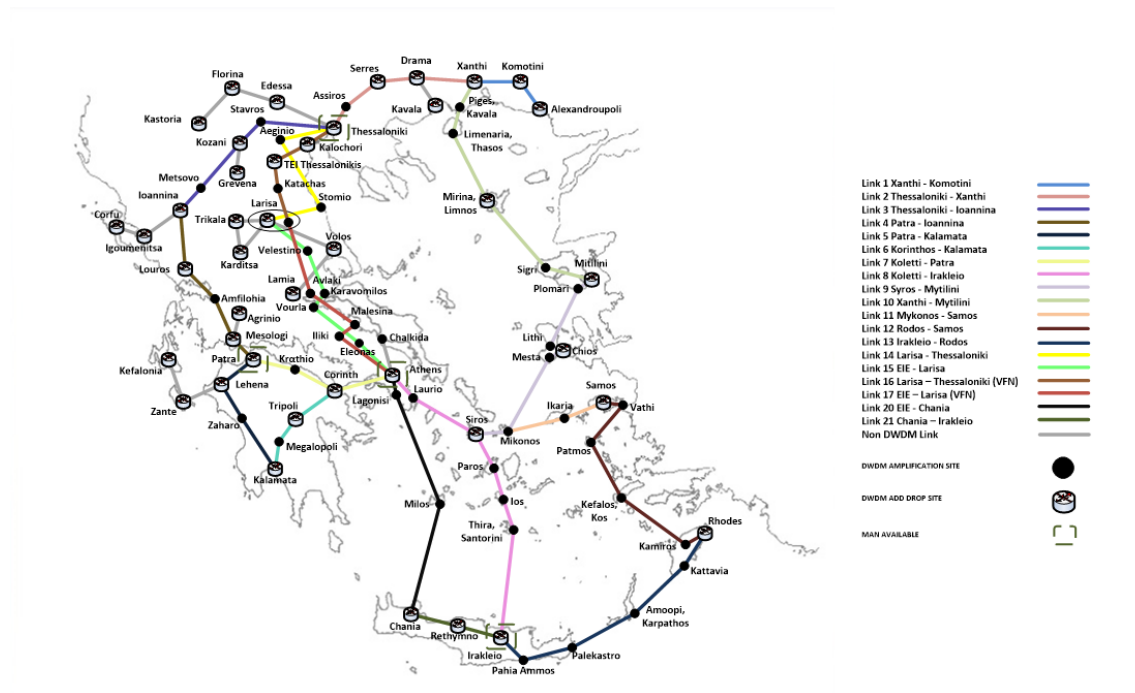 Florina
Edessa
Kastoria
Stavros
Aeginio
Assiros
Serres
Drama
Xanthi
Komotini
Kavala
Piges,
Kavala
Alexandroupoli
Thessaloniki
Limenaria,
Thasos
Kozani
Kalochori
TEI Thessalonikis
Grevena
Metsovo
Katachas
Ioannina
Stomio
Larisa
Mirina,
Limnos
Corfu
Trikala
Igoumenitsa
Volos
Velestino
Karditsa
Louros
Lamia
Avlaki
Karavomilos
Sigri
Mitilini
Plomari
Amfilohia
Agrinio
Vourla
Malesina
Mesologi
Iliki
Eleonas
Chalkida
Lithi
Mesta
Chios
Patra
Krathio
Athens
Kefalonia
Lehena
Corinth
Laurio
Lagonisi
Samos
Zante
Tripoli
Ikaria
Vathi
Zaharo
Siros
Mikonos
Megalopoli
Patmos
Kalamata
Paros
Milos
Ios
Kefalos,
Kos
Thira,
Santorini
Rhodes
Kamiros
Kattavia
Chania
Rethymno
Amoopi,
Karpathos
Irakleio
Palekastro
Pahia Ammos
Link 1 Xanthi - Komotini
Link 2 Thessaloniki - Xanthi
Link 3 Thessaloniki - Ioannina
Link 4 Patra - Ioannina
Link 5 Patra - Kalamata
Link 6 Korinthos - Kalamata
Link 7 Koletti - Patra
Link 8 Koletti - Irakleio
Link 9 Syros - Mytilini
Link 10 Xanthi - Mytilini
Link 11 Mykonos - Samos
Link 12 Rodos - Samos
Link 13 Irakleio - Rodos
Link 14 Larisa - Thessaloniki
Link 15 EIE - Larisa
Link 16 Larisa – Thessaloniki (VFN)
Link 17 EIE – Larisa (VFN)
Link 20 EIE - Chania
Link 21 Chania – Irakleio
Non DWDM Link
DWDM AMPLIFICATION SITE
DWDM ADD DROP SITE
MAN AVAILABLE